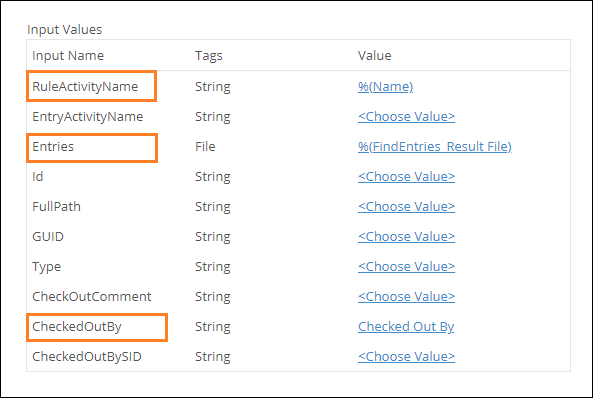 Input Values
Input Name Tags Value
RuleActivityName String %(Name)
EntryActivityName String <Choose Value>
Entries File %(FindEntries_Result File)
Id String <Choose Value>
FullPath String <Choose Value>
GUID String <Choose Value>
Type String <Choose Value>
CheckOutComment String <Choose Value>
CheckedOutBy String Checked Out By
CheckedOutBySID String <Choose Value>